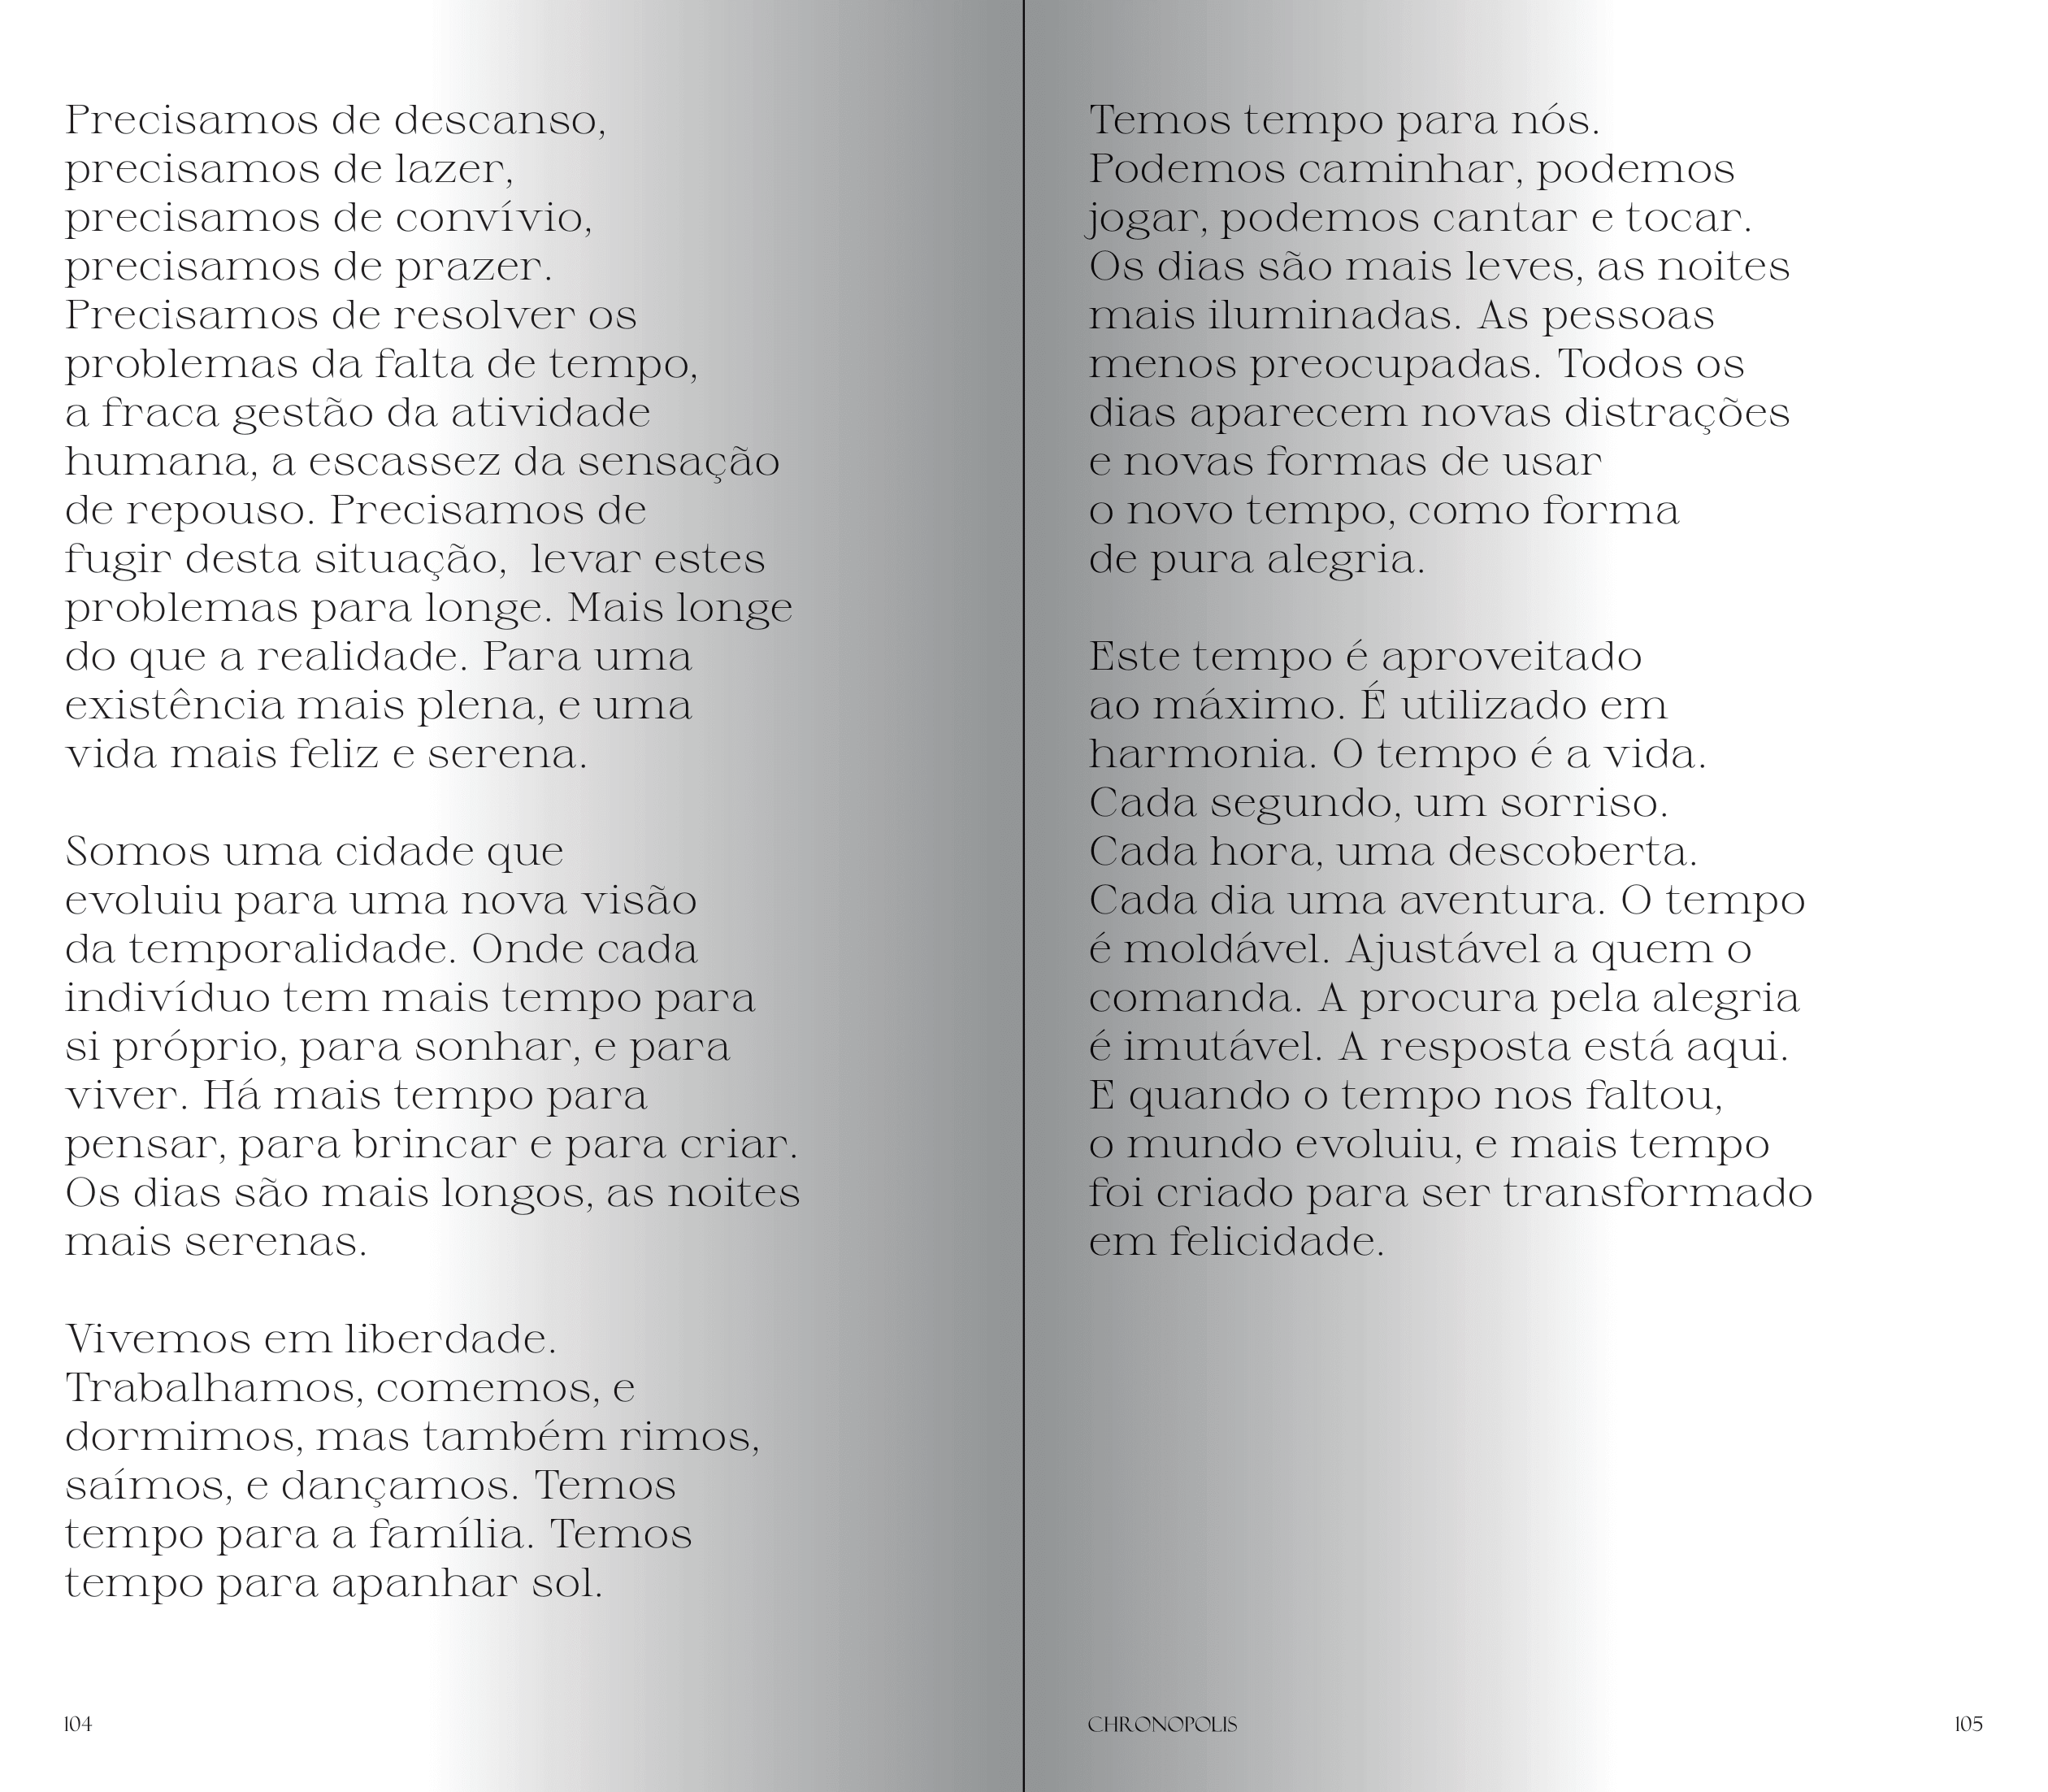 Precisamos de descanso,
precisamos de lazer,
precisamos de convívio,
precisamos de prazer.
Precisamos de resolver os
problemas da falta de tempo,
a fraca gestão da atividade
humana, a escassez da sensação
de repouso. Precisamos de
fugir desta situação,  levar estes
problemas para longe. Mais longe
do que a realidade. Para uma
existência mais plena, e uma
vida mais feliz e serena.

Somos uma cidade que
evoluiu para uma nova visão
da temporalidade. Onde cada
indivíduo tem mais tempo para
si próprio, para sonhar, e para
viver. Há mais tempo para
pensar, para brincar e para criar.
Os dias são mais longos, as noites
mais serenas.

Vivemos em liberdade.
Trabalhamos, comemos, e
dormimos, mas também rimos,
saímos, e dançamos. Temos
tempo para a família. Temos
tempo para apanhar sol.

104

Temos tempo para nós.
Podemos caminhar, podemos
jogar, podemos cantar e tocar.
Os dias são mais leves, as noites
mais iluminadas. As pessoas
menos preocupadas. Todos os
dias aparecem novas distrações
e novas formas de usar
o novo tempo, como forma
de pura alegria.

Este tempo é aproveitado
ao máximo. É utilizado em
harmonia. O tempo é a vida.
Cada segundo, um sorriso.
Cada hora, uma descoberta.
Cada dia uma aventura. O tempo
é moldável. Ajustável a quem o
comanda. A procura pela alegria
é imutável. A resposta está aqui.
E quando o tempo nos faltou,
o mundo evoluiu, e mais tempo
foi criado para ser transformado
em felicidade.

CHRONOPOLIS
105